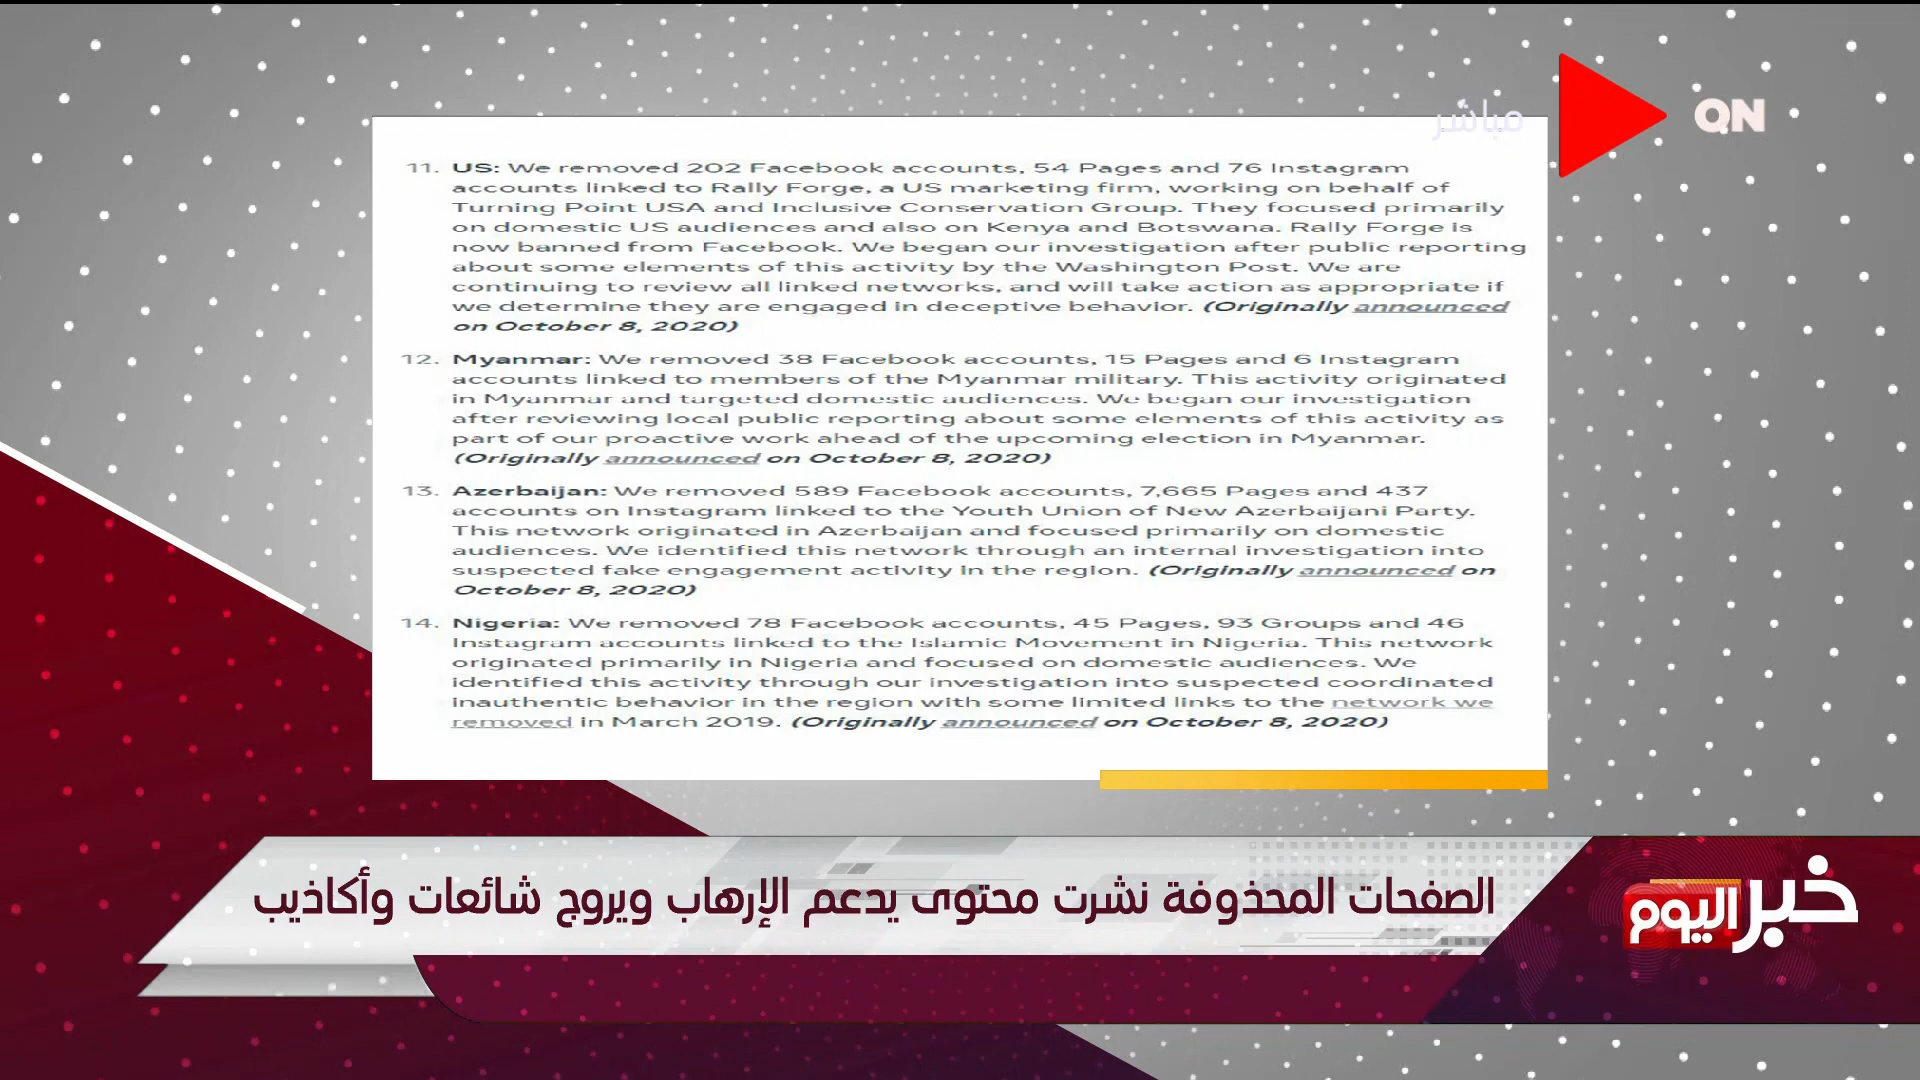 مباشر
ON
11. US: We removed 202 Facebook accounts, 54 Pages and 76 Instagram
accounts linked to Rally Forge, a US marketing firm, working on behalf of
Turning Point USA and Inclusive Conservation Group. They focused primarily
on domestic US audiences and also on Kenya and Botswana. Rally Forge is
now banned from Facebook. We began our investigation after public reporting
about some elements of this activity by the Washington Post. We are
continuing to review all linked networks, and will take action as appropriate if
we determine they are engaged in deceptive behavior. (Originally announced
on October 8, 2020)
12. Myanmar: We removed 38 Facebook accounts, 15 Pages and 6 Instagram
accounts linked to members of the Myanmar military. This activity originated
in Myanmar and targeted domestic audiences. We began our investigation
after reviewing local public reporting about some elements of this activity as
part of our proactive work ahead of the upcoming election in Myanmar.
(Originally announced on October 8, 2020)
13. Azerbaijan: We removed 589 Facebook accounts, 7,665 Pages and 437
accounts on Instagram linked to the Youth Union of New Azerbaijani Party.
This network originated in Azerbaijan and focused primarily on domestic
audiences. We identified this network through an internal investigation into
suspected fake engagement activity in the region. (Originally announced on
October 8, 2020)
14. Nigeria: We removed 78 Facebook accounts, 45 Pages, 93 Groups and 46
Instagram accounts linked to the Islamic Movement in Nigeria. This network
originated primarily in Nigeria and focused on domestic audiences. We
identified this activity through our investigation into suspected coordinated
inauthentic behavior in the region with some limited links to the network we
removed in March 2019. (Originally announced on October 8, 2020)
الصفحات المحذوفة نشرت محتوى يدعم الإرهاب ويروج شائعات وأكاذيب
خبر اليوم